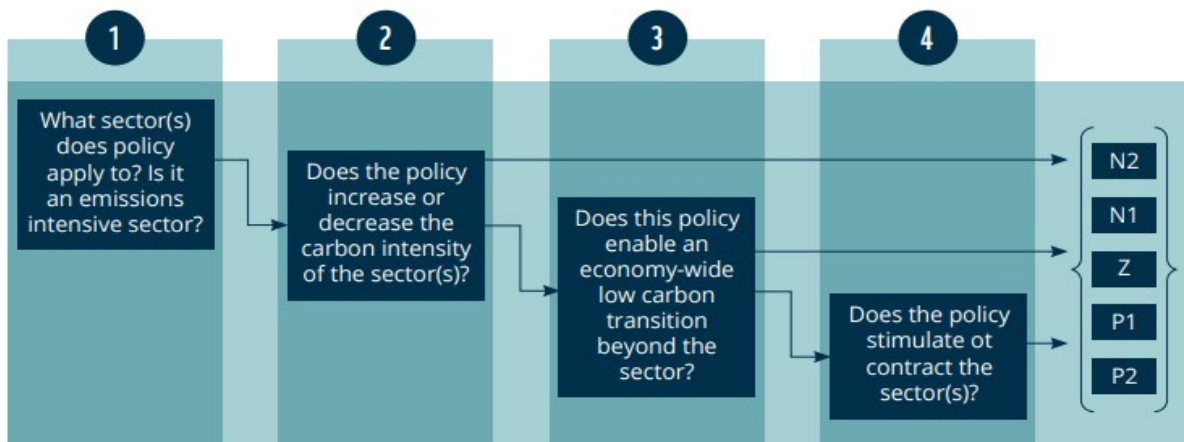 1
2
3
4
What sector(s)
does policy
apply to? Is it
an emissions
intensive sector?
Does the policy
increase or
decrease the
carbon intensity
of the sector(s)?
Does this policy
enable an
economy-wide
low carbon
transition
beyond the
sector?
Does the policy
stimulate ot
contract the
sector(s)?
N2
N1
Z
P1
P2